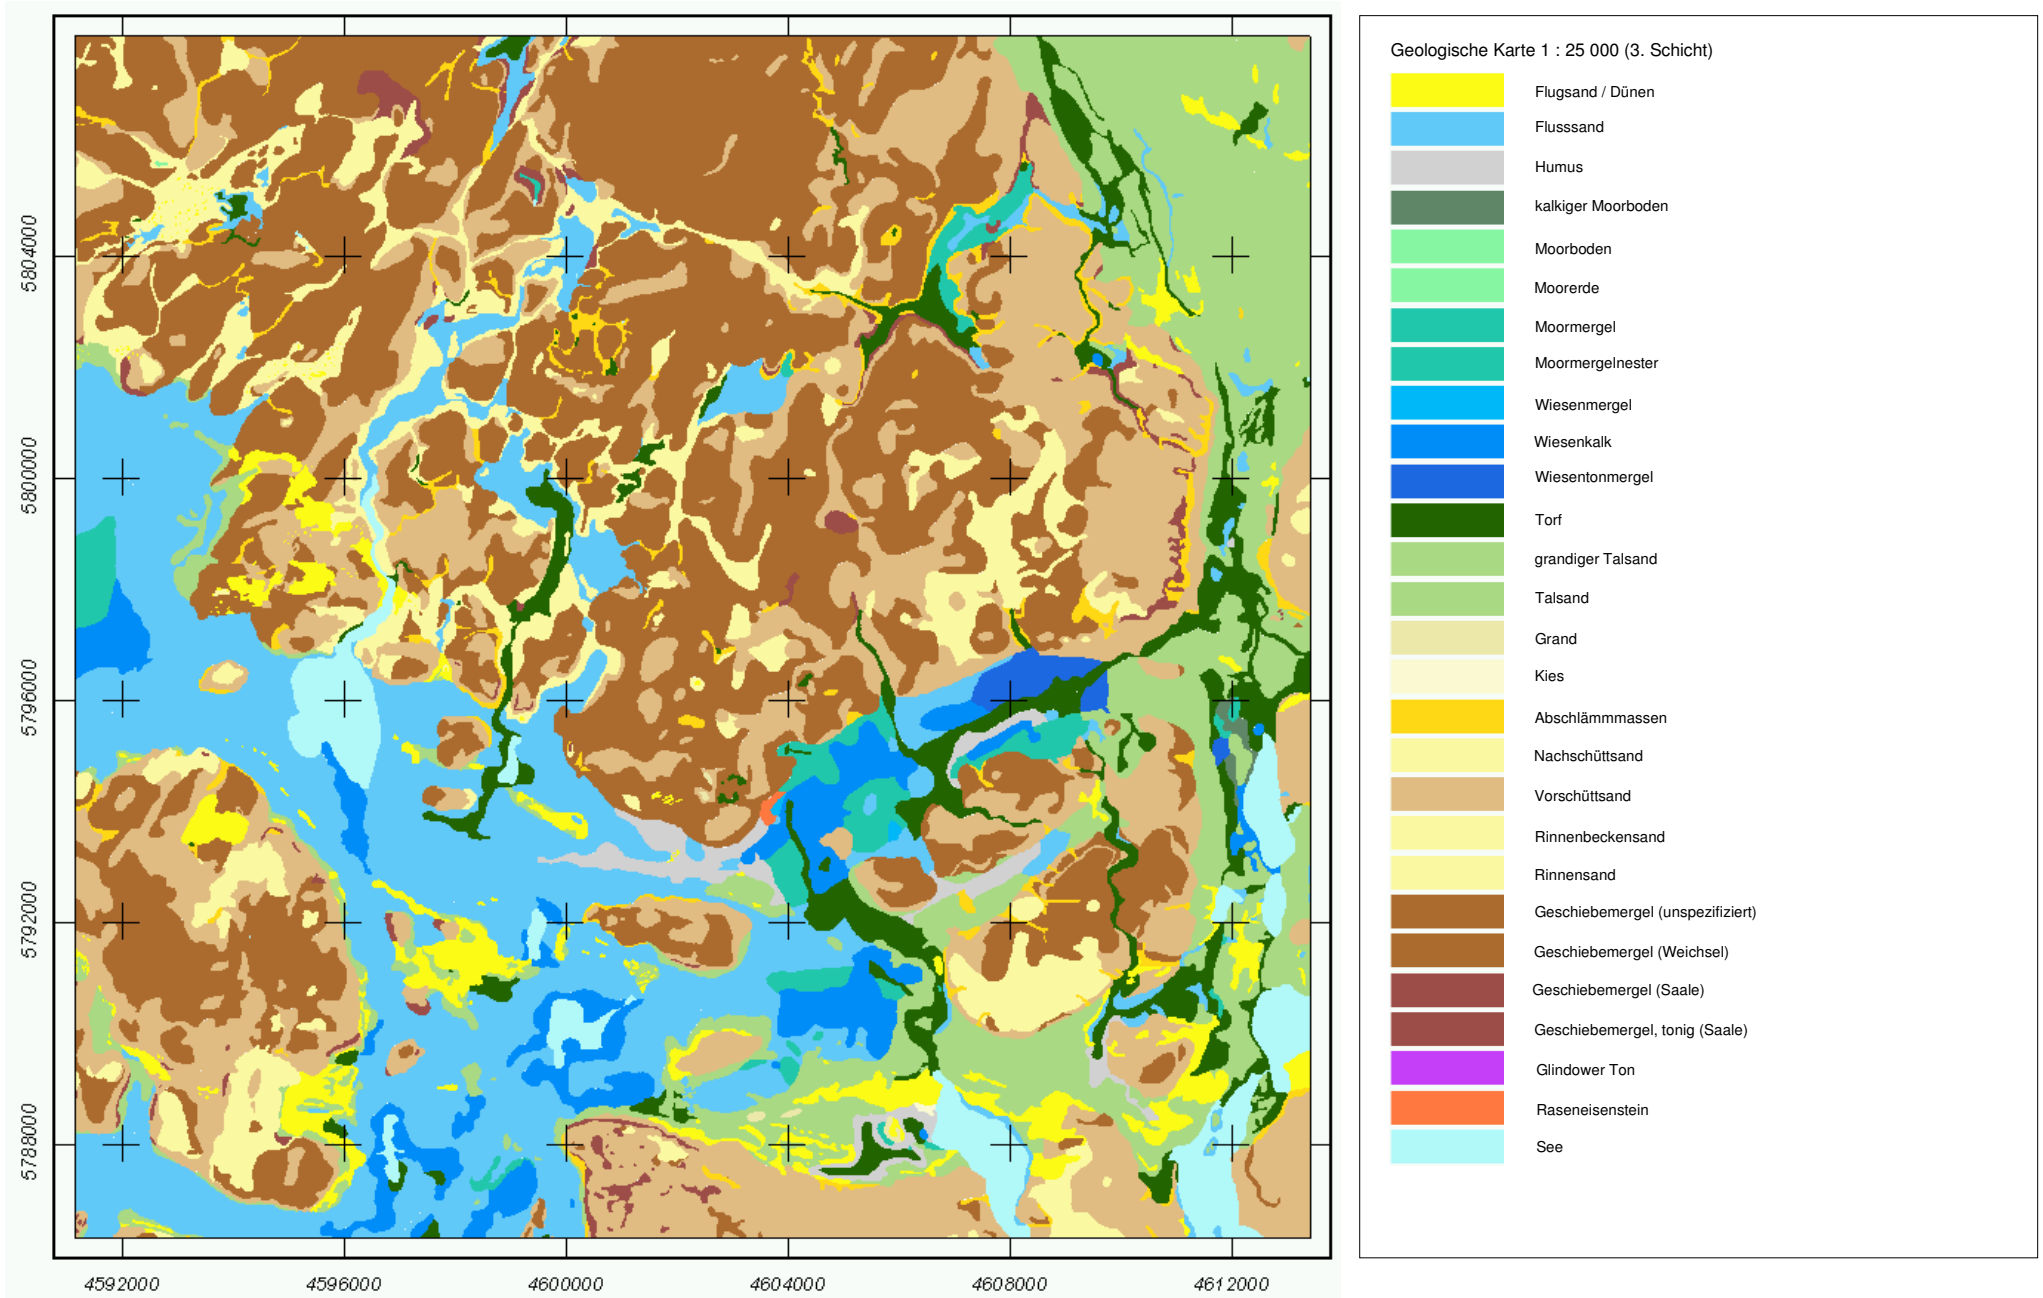 Geologische Karte 1 : 25 000 (3. Schicht)
Flugsand / Dünen
Flusssand
Humus
kalkiger Moorboden
Moorboden
Moorerde
Moormergel
Moormergelnester
Wiesenmergel
Wiesenkalk
Wiesentonmergel
Torf
grandiger Talsand
Talsand
Grand
Kies
Abschlämmmassen
Nachschüttsand
Vorschüttsand
Rinnenbeckensand
Rinnensand
Geschiebemergel (unspezifiziert)
Geschiebemergel (Weichsel)
Geschiebemergel (Saale)
Geschiebemergel, tonig (Saale)
Glindower Ton
Raseneisenstein
See
5804000
5800000
5796000
5792000
5788000
4592000 4596000 4600000 4604000 4608000 4612000